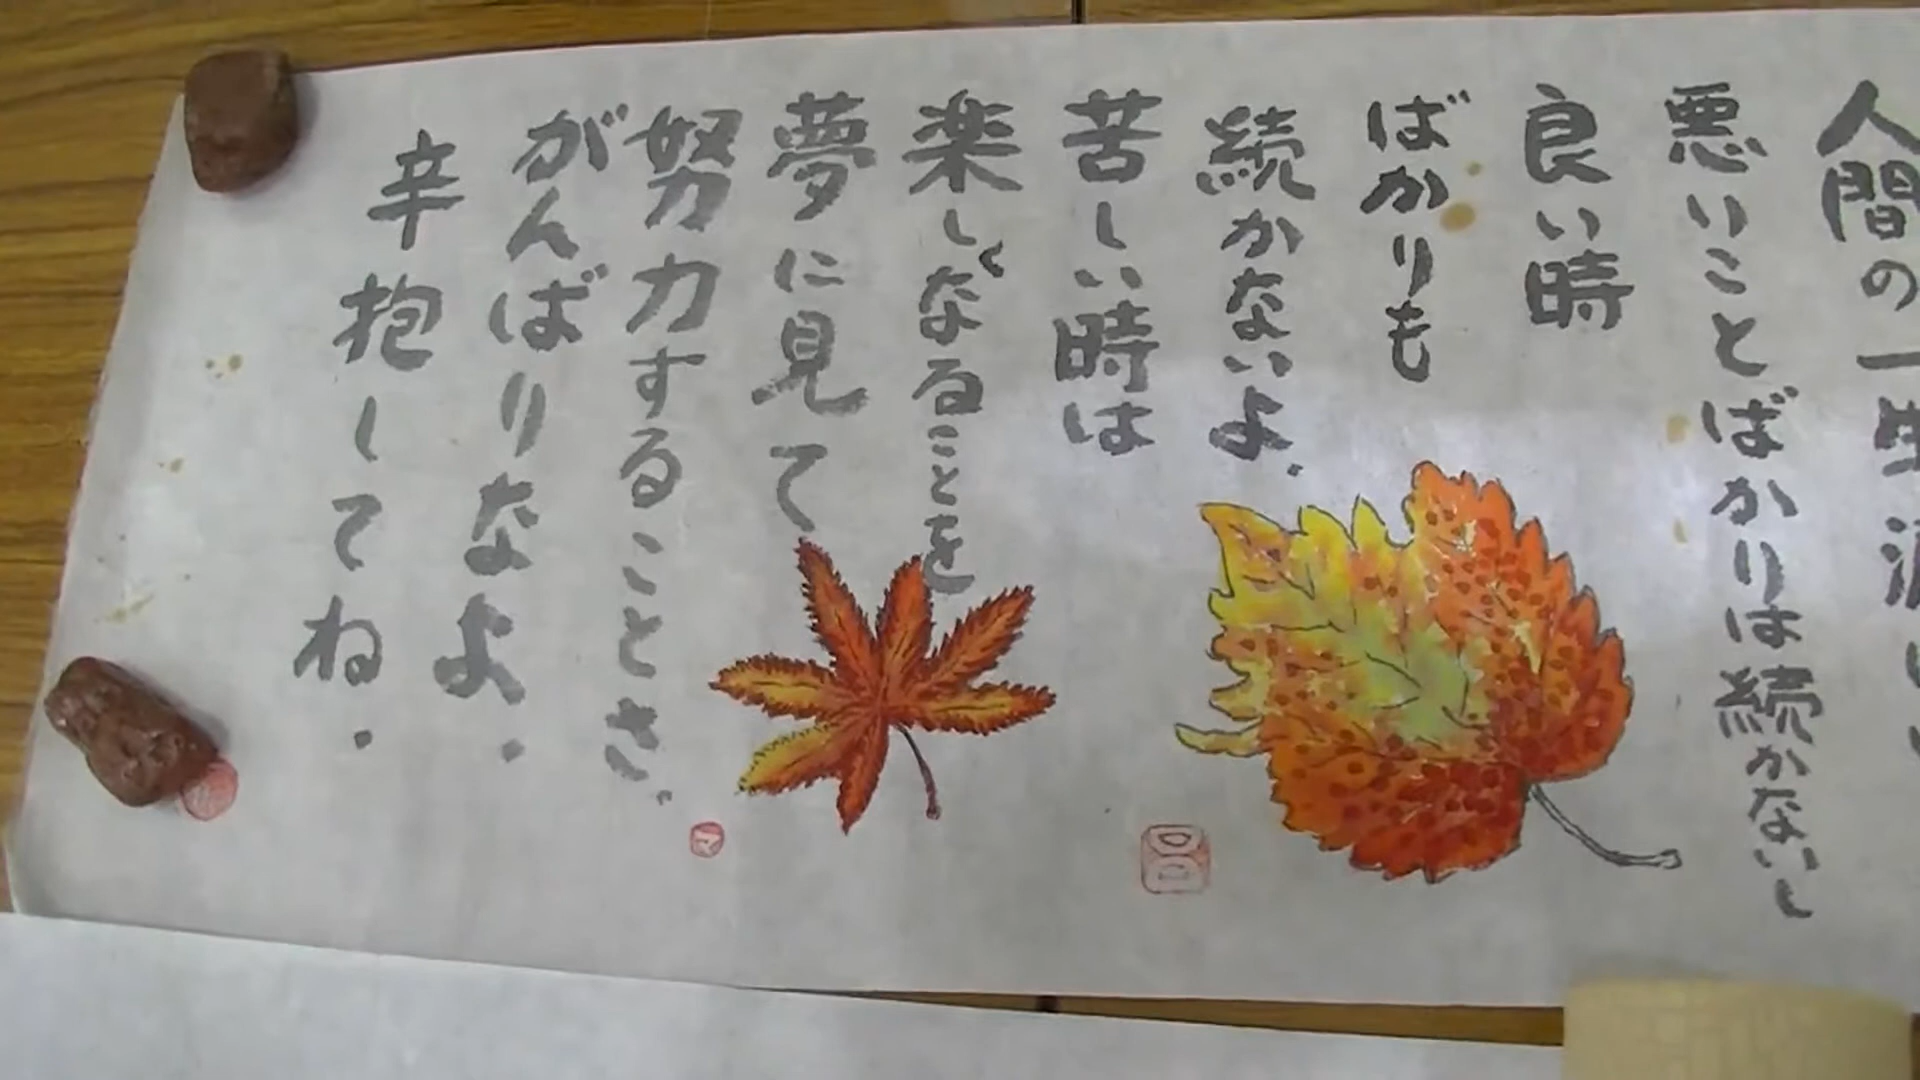 人間の一生
悪いことばかりは続かないし
良い時
ばかりも
続かないよ.
苦しい時は
楽しくなることを
夢に見て
努力することさ.
がんばりなよ.
辛抱してね.